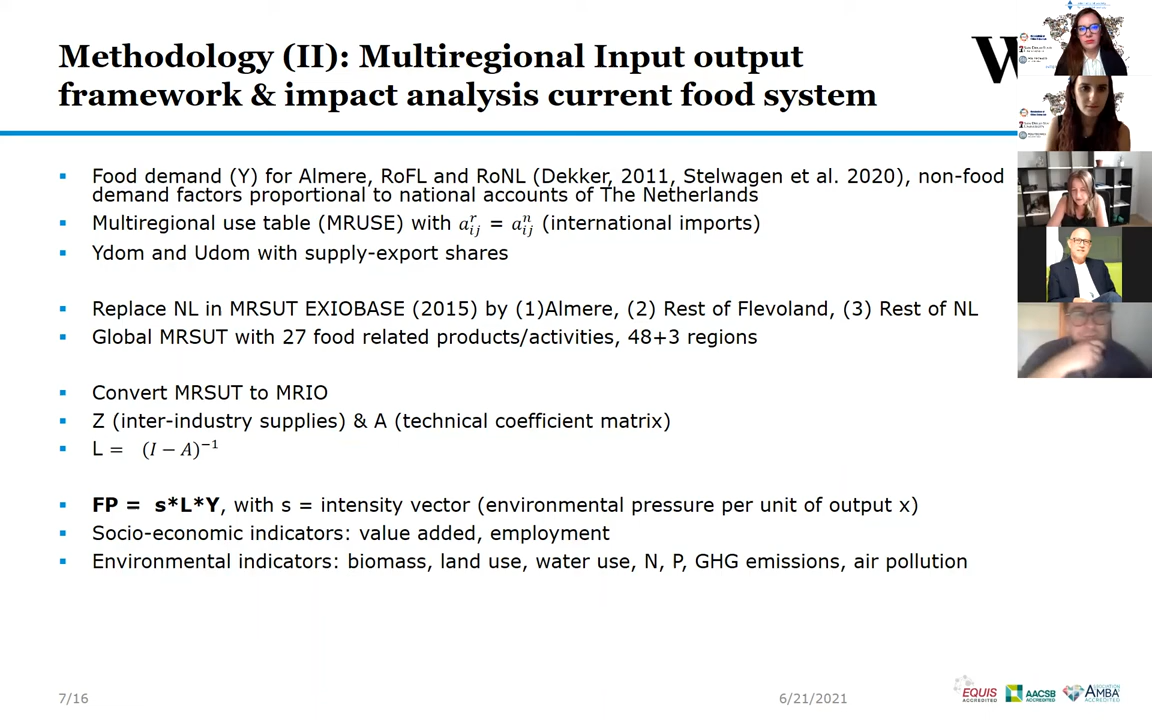 Methodology (II): Multiregional Input output
framework & impact analysis current food system
W
▪ Food demand (Y) for Almere, RoFL and RoNL (Dekker, 2011, Stelwagen et al. 2020), non-food
demand factors proportional to national accounts of The Netherlands
▪ Multiregional use table (MRUSE) with a^r_ij = a^n_ij (international imports)
▪ Ydom and Udom with supply-export shares
▪ Replace NL in MRSUT EXIOBASE (2015) by (1)Almere, (2) Rest of Flevoland, (3) Rest of NL
▪ Global MRSUT with 27 food related products/activities, 48+3 regions
▪ Convert MRSUT to MRIO
▪ Z (inter-industry supplies) & A (technical coefficient matrix)
▪ L = (I − A)⁻¹
▪ FP = s*L*Y, with s = intensity vector (environmental pressure per unit of output x)
▪ Socio-economic indicators: value added, employment
▪ Environmental indicators: biomass, land use, water use, N, P, GHG emissions, air pollution
7/16
6/21/2021
EQUIS
ACCREDITED
AACSB
ACCREDITED
ASSOCIATION
AMBA
ACCREDITED